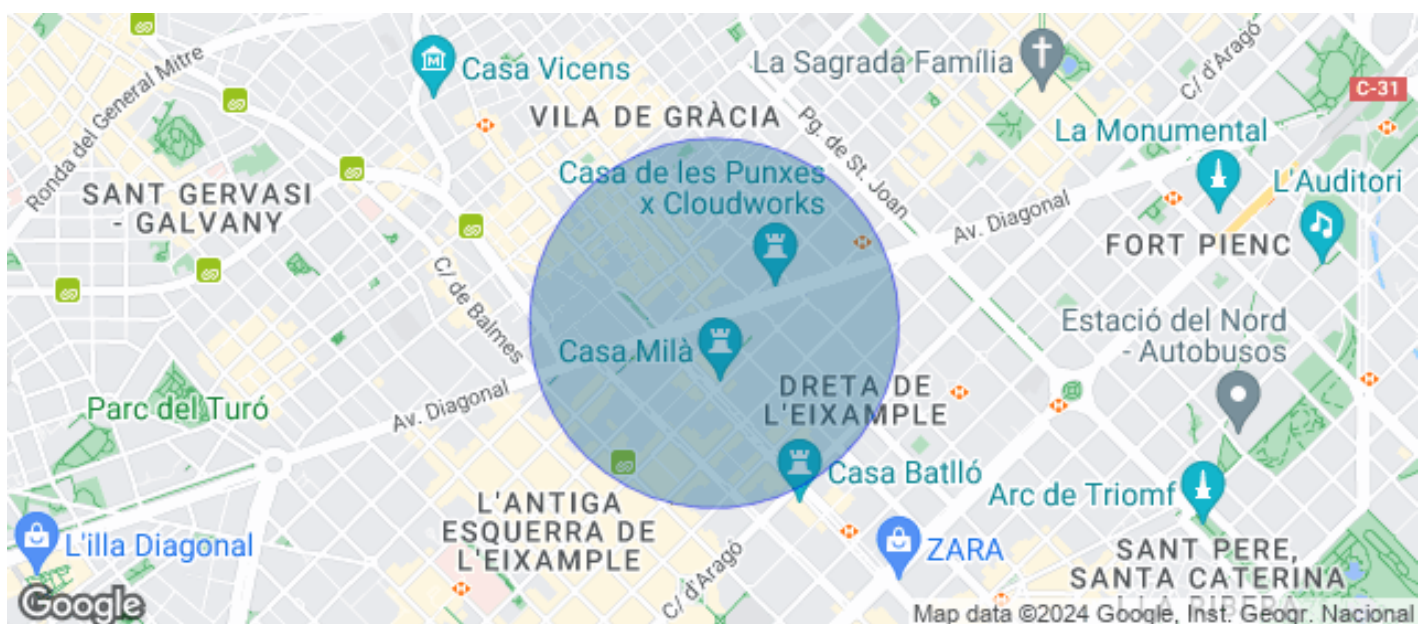 Ronda del General Mitre
Casa Vicens
La Sagrada Família
C/ d'Aragó
C-31
VILA DE GRÀCIA
Pg. de St. Joan
La Monumental
Casa de les Punxes
x Cloudworks
L'Auditori
SANT GERVASI
- GALVANY
Av. Diagonal
FORT PIENC
C/ de Balmes
Estació del Nord
- Autobusos
Casa Milà
DRETA DE
L'EIXAMPLE
Parc del Turó
Av. Diagonal
Casa Batlló
Arc de Triomf
L'ANTIGA
ESQUERRA DE
L'EIXAMPLE
L'illa Diagonal
C/ d'Aragó
ZARA
SANT PERE,
SANTA CATERINA
I LA RIBERA
Google
Map data ©2024 Google, Inst. Geogr. Nacional